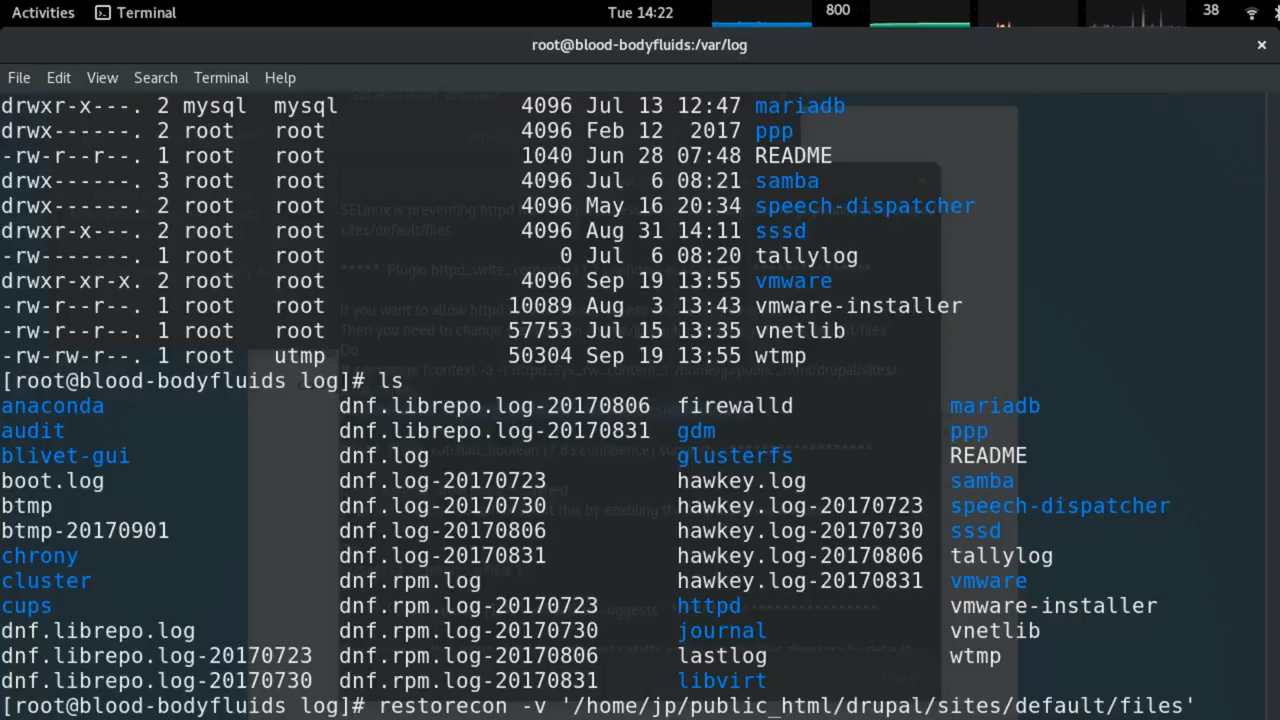 Activities Terminal Tue 14:22 800 38
root@blood-bodyfluids:/var/log ×
File Edit View Search Terminal Help
drwxr-x---. 2 mysql mysql 4096 Jul 13 12:47 mariadb
drwx------. 2 root root 4096 Feb 12 2017 ppp
-rw-r--r--. 1 root root 1040 Jun 28 07:48 README
drwx------. 3 root root 4096 Jul 6 08:21 samba
drwx------. 2 root root 4096 May 16 20:34 speech-dispatcher
drwxr-x---. 2 root root 4096 Aug 31 14:11 sssd
-rw-------. 1 root root 0 Jul 6 08:20 tallylog
drwxr-xr-x. 2 root root 4096 Sep 19 13:55 vmware
-rw-r--r--. 1 root root 10089 Aug 3 13:43 vmware-installer
-rw-r--r--. 1 root root 57753 Jul 15 13:35 vnetlib
-rw-rw-r--. 1 root utmp 50304 Sep 19 13:55 wtmp
[root@blood-bodyfluids log]# ls
anaconda dnf.librepo.log-20170806 firewalld mariadb
audit dnf.librepo.log-20170831 gdm ppp
blivet-gui dnf.log glusterfs README
boot.log dnf.log-20170723 hawkey.log samba
btmp dnf.log-20170730 hawkey.log-20170723 speech-dispatcher
btmp-20170901 dnf.log-20170806 hawkey.log-20170730 sssd
chrony dnf.log-20170831 hawkey.log-20170806 tallylog
cluster dnf.rpm.log hawkey.log-20170831 vmware
cups dnf.rpm.log-20170723 httpd vmware-installer
dnf.librepo.log dnf.rpm.log-20170730 journal vnetlib
dnf.librepo.log-20170723 dnf.rpm.log-20170806 lastlog wtmp
dnf.librepo.log-20170730 dnf.rpm.log-20170831 libvirt
[root@blood-bodyfluids log]# restorecon -v '/home/jp/public_html/drupal/sites/default/files'